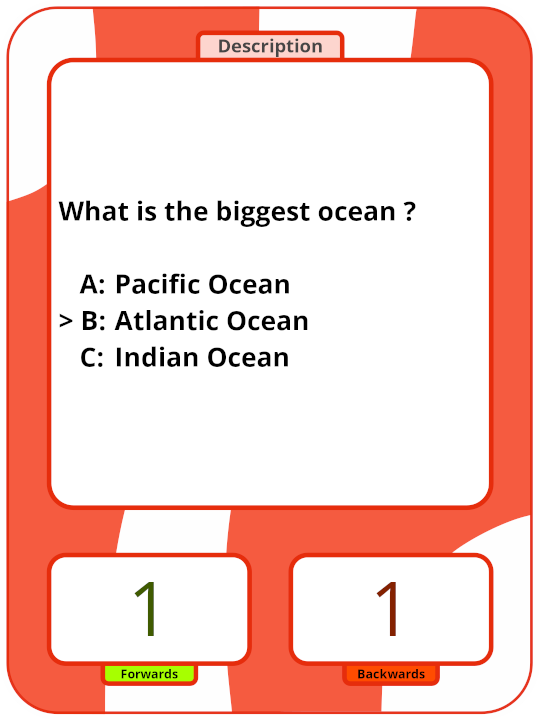 Description
What is the biggest ocean ?
A: Pacific Ocean
> B: Atlantic Ocean
C: Indian Ocean
1
1
Forwards
Backwards